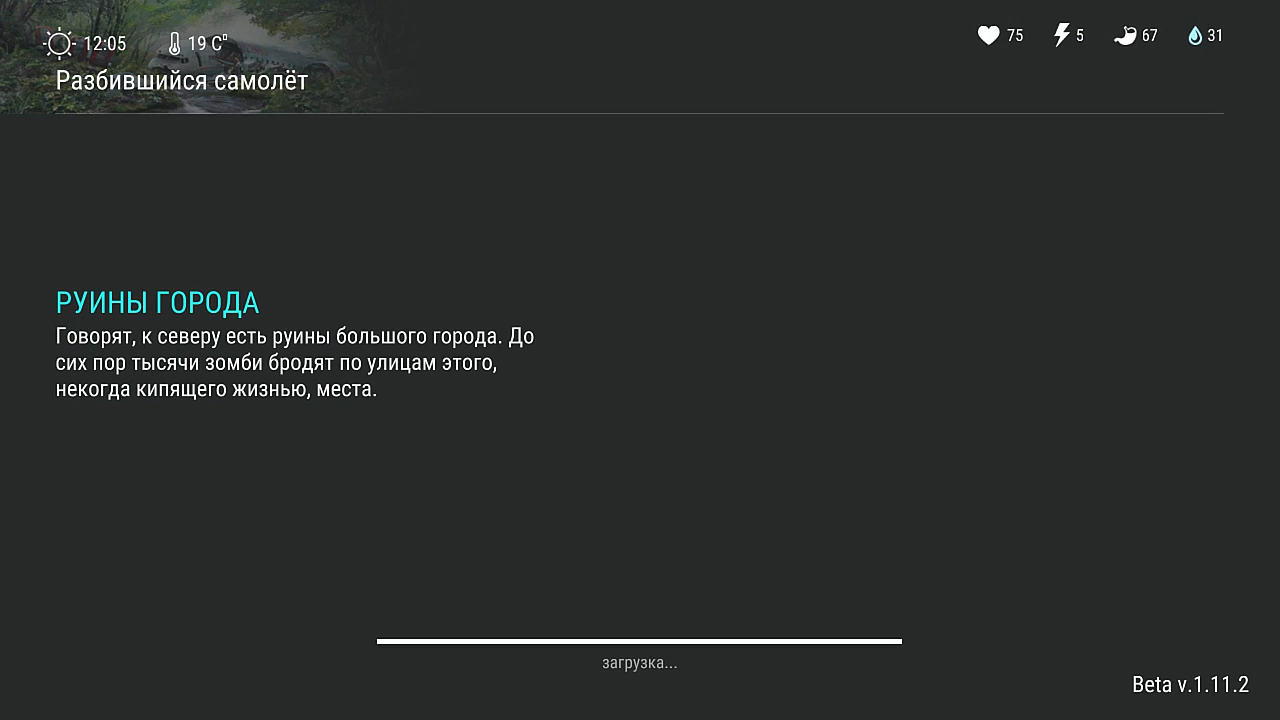 12:05 19 C° 75 5 67 31
Разбившийся самолёт
РУИНЫ ГОРОДА
Говорят, к северу есть руины большого города. До
сих пор тысячи зомби бродят по улицам этого,
некогда кипящего жизнью, места.
загрузка...
Beta v.1.11.2